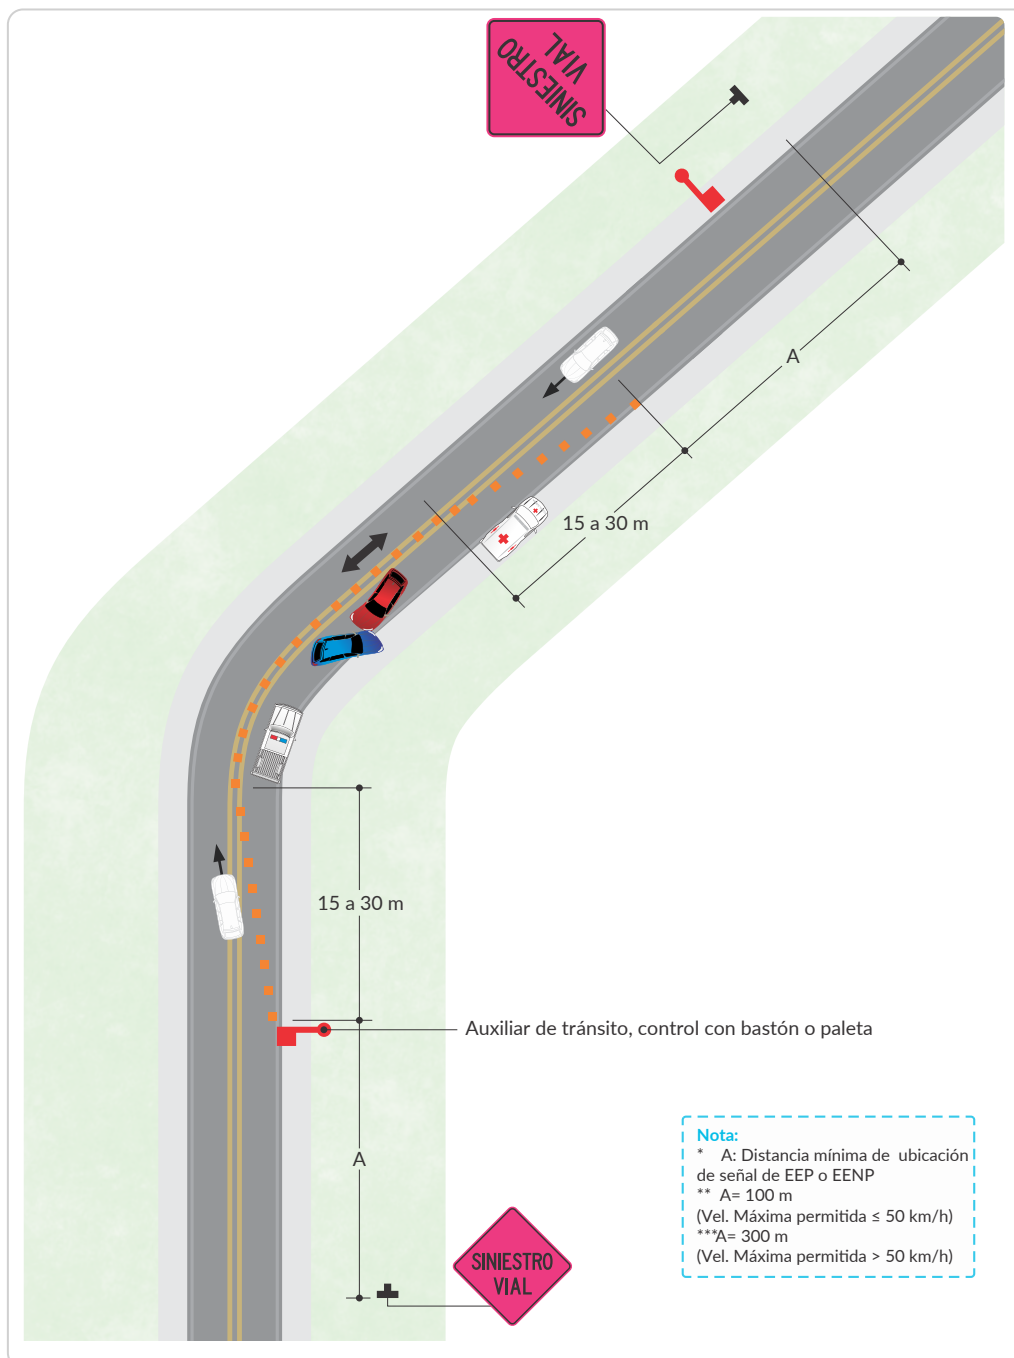 SINIESTRO
VIAL
A
15 a 30 m
15 a 30 m
Auxiliar de tránsito, control con bastón o paleta
A
SINIESTRO
VIAL
Nota:
* A: Distancia mínima de ubicación
de señal de EEP o EENP
** A= 100 m
(Vel. Máxima permitida ≤ 50 km/h)
***A= 300 m
(Vel. Máxima permitida > 50 km/h)